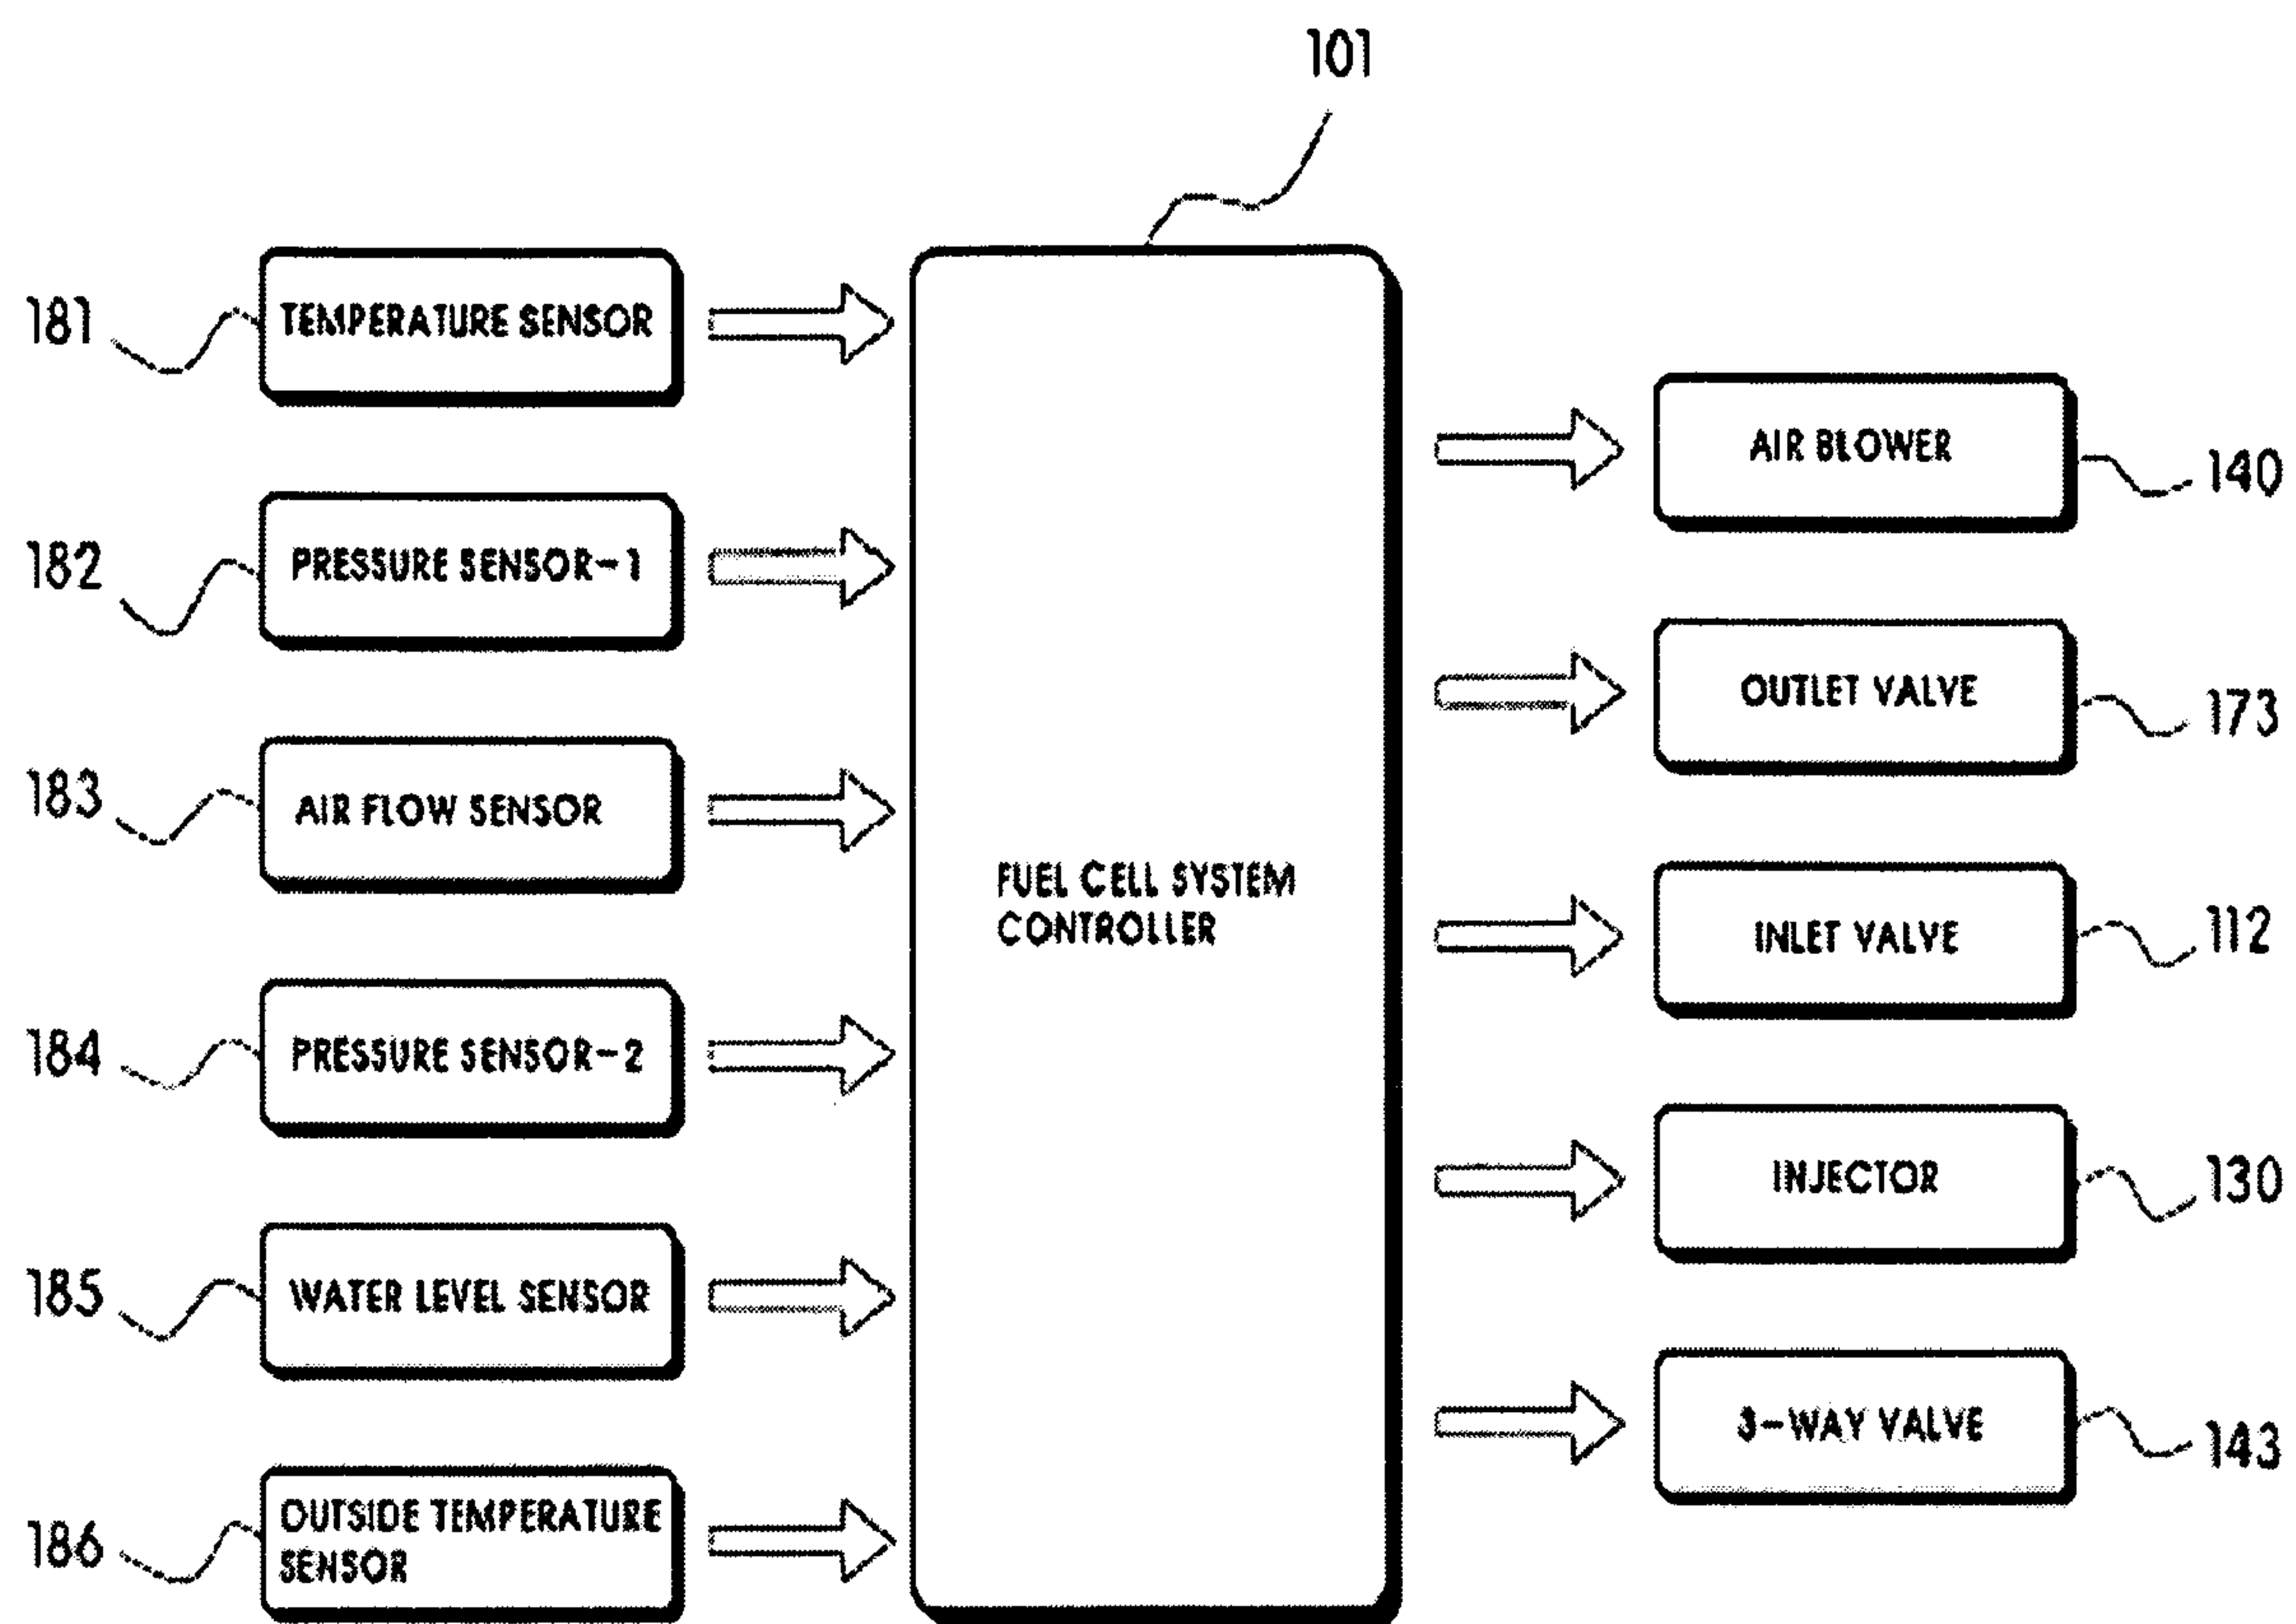 101
181
TEMPERATURE SENSOR
182
PRESSURE SENSOR-1
183
AIR FLOW SENSOR
184
PRESSURE SENSOR-2
185
WATER LEVEL SENSOR
186
OUTSIDE TEMPERATURE
SENSOR
FUEL CELL SYSTEM
CONTROLLER
AIR BLOWER
140
OUTLET VALVE
173
INLET VALVE
112
INJECTOR
130
3-WAY VALVE
143